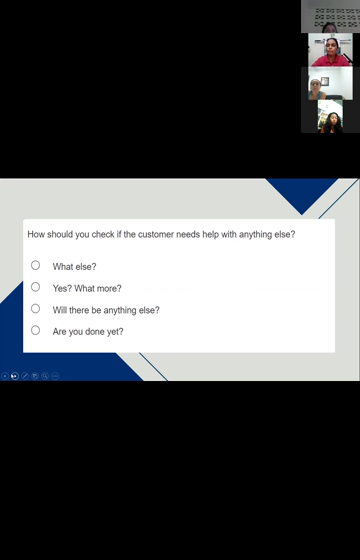 How should you check if the customer needs help with anything else?
What else?
Yes? What more?
Will there be anything else?
Are you done yet?